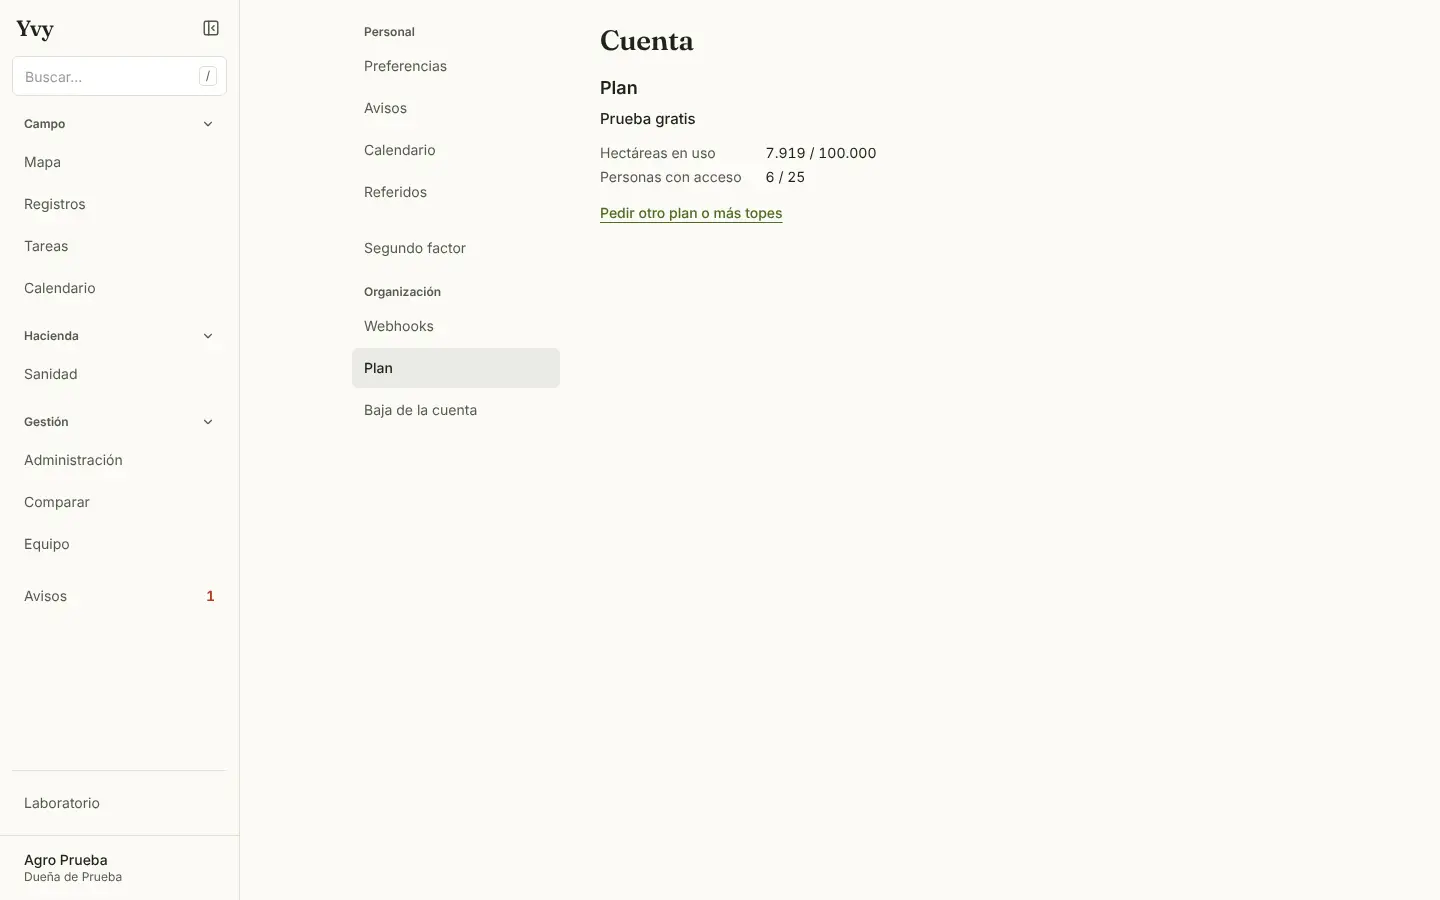 Yvy
Buscar... /
Campo
Mapa
Registros
Tareas
Calendario
Hacienda
Sanidad
Gestión
Administración
Comparar
Equipo
Avisos 1
Laboratorio
Agro Prueba
Dueña de Prueba
Personal
Preferencias
Avisos
Calendario
Referidos
Segundo factor
Organización
Webhooks
Plan
Baja de la cuenta
Cuenta
Plan
Prueba gratis
Hectáreas en uso 7.919 / 100.000
Personas con acceso 6 / 25
Pedir otro plan o más topes